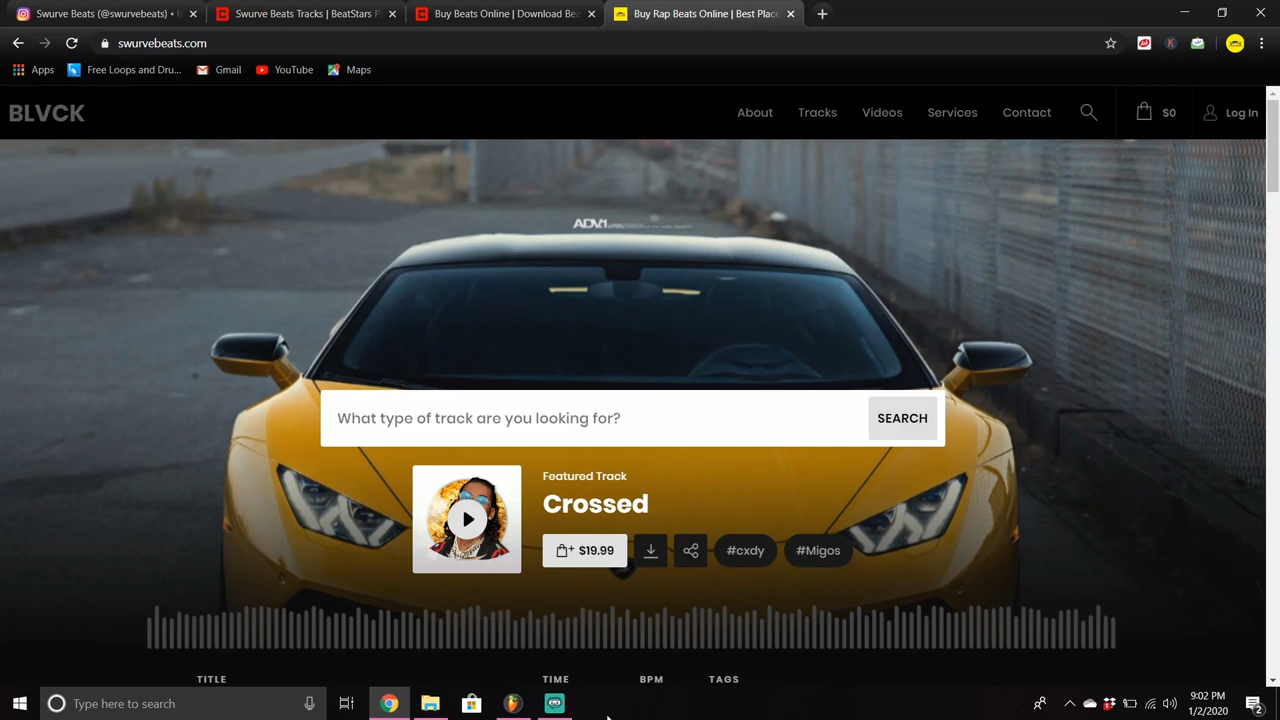 Swurve Beats (@swurvebeats) • I
Swurve Beats Tracks | BeatStars P
Buy Beats Online | Download Bea
Buy Rap Beats Online | Best Place
swurvebeats.com
Apps
Free Loops and Dru...
Gmail
YouTube
Maps
BLVCK
About
Tracks
Videos
Services
Contact
$0
Log In
ADV.1
What type of track are you looking for?
SEARCH
Featured Track
Crossed
$19.99
#cxdy
#Migos
TITLE
TIME
BPM
TAGS
Type here to search
9:02 PM
1/2/2020
2